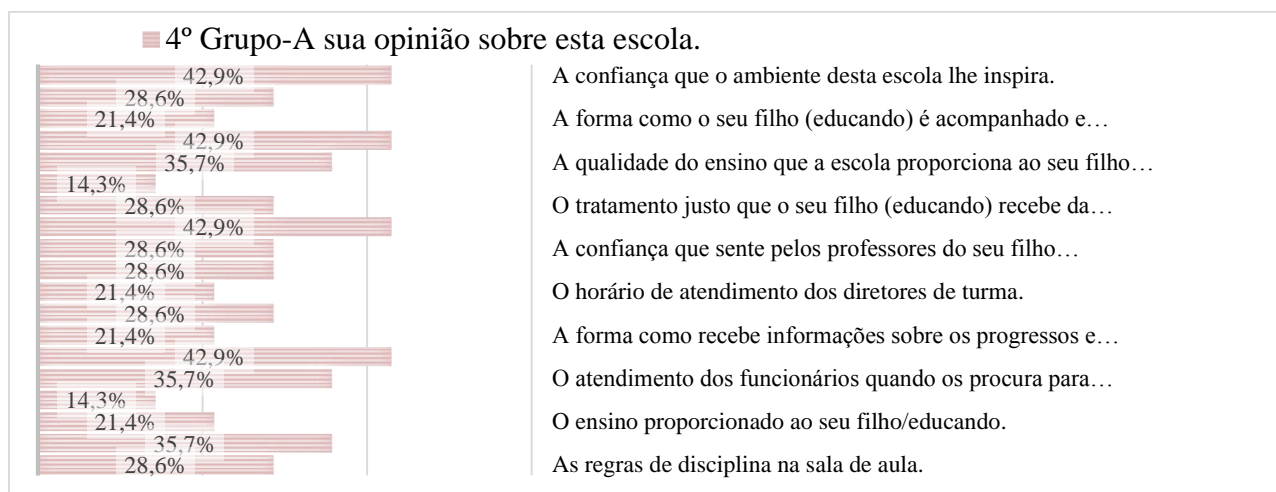 4º Grupo-A sua opinião sobre esta escola.
42,9% A confiança que o ambiente desta escola lhe inspira.
28,6%
21,4% A forma como o seu filho (educando) é acompanhado e…
42,9%
35,7% A qualidade do ensino que a escola proporciona ao seu filho…
14,3%
28,6% O tratamento justo que o seu filho (educando) recebe da…
42,9%
28,6% A confiança que sente pelos professores do seu filho…
28,6%
21,4% O horário de atendimento dos diretores de turma.
28,6%
21,4% A forma como recebe informações sobre os progressos e…
42,9%
35,7% O atendimento dos funcionários quando os procura para…
14,3%
21,4% O ensino proporcionado ao seu filho/educando.
35,7%
28,6% As regras de disciplina na sala de aula.